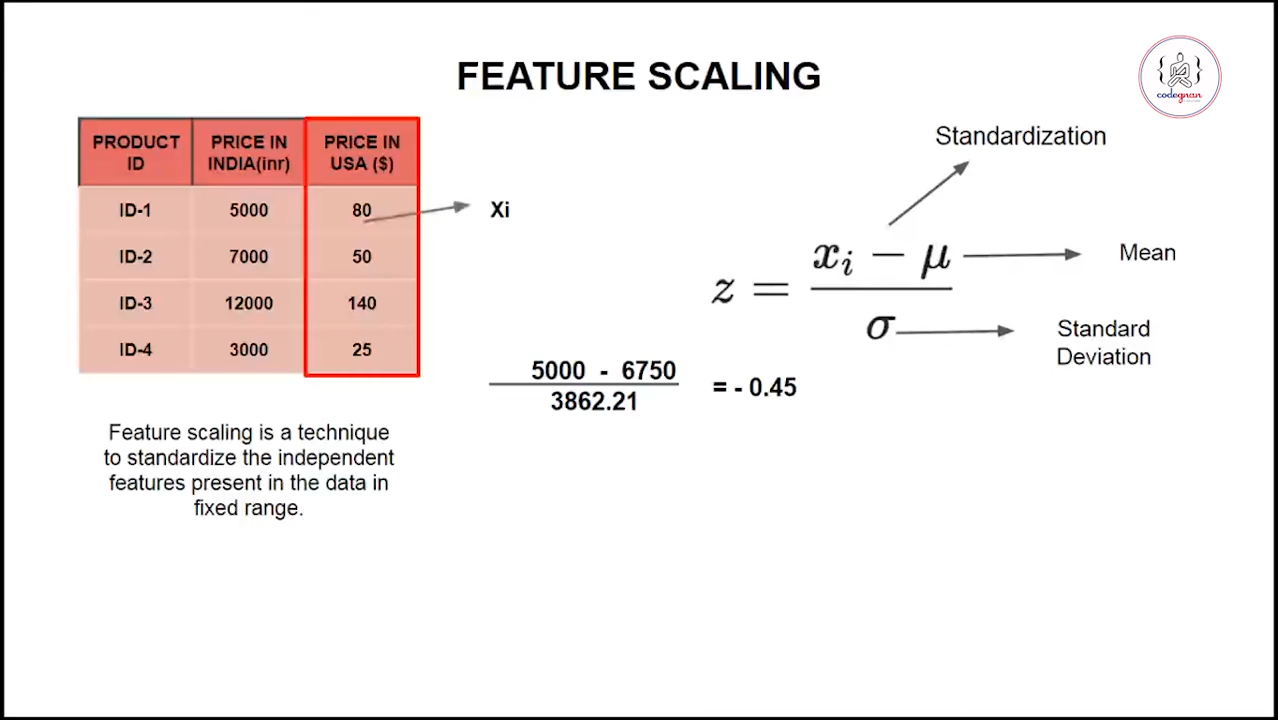 FEATURE SCALING
codegnan
PRODUCT ID	PRICE IN INDIA(inr)	PRICE IN USA ($)
ID-1	5000	80
ID-2	7000	50
ID-3	12000	140
ID-4	3000	25
Xi
Standardization
z = (xᵢ − μ) / σ
Mean
Standard
Deviation
5000 - 6750
3862.21
= - 0.45
Feature scaling is a technique
to standardize the independent
features present in the data in
fixed range.